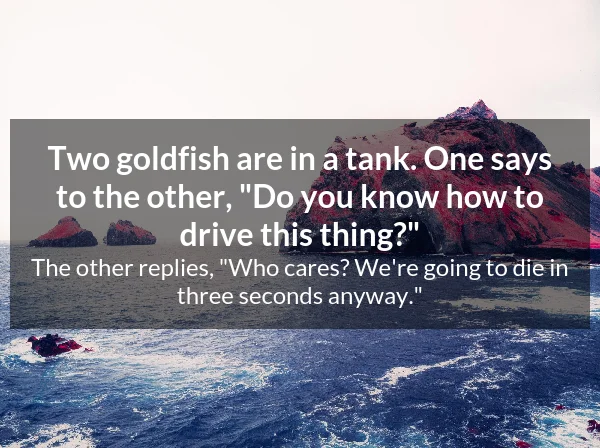 Two goldfish are in a tank. One says
to the other, "Do you know how to
drive this thing?"
The other replies, "Who cares? We're going to die in
three seconds anyway."